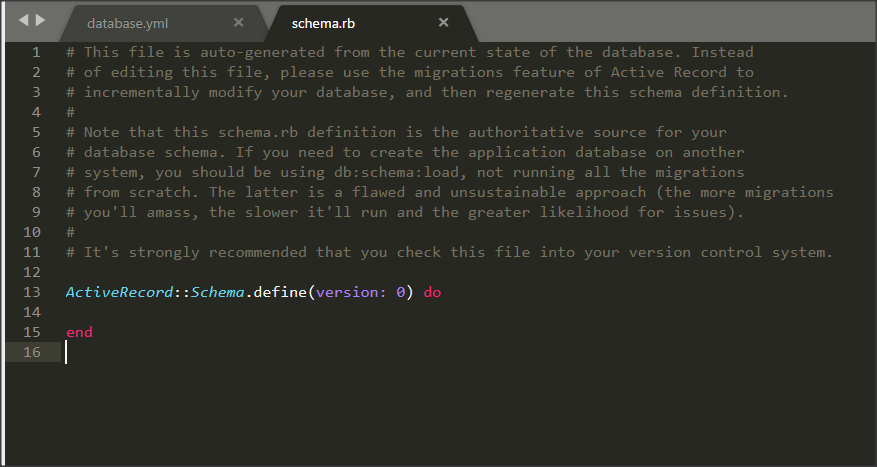 database.yml × schema.rb ×
1 # This file is auto-generated from the current state of the database. Instead
2 # of editing this file, please use the migrations feature of Active Record to
3 # incrementally modify your database, and then regenerate this schema definition.
4 #
5 # Note that this schema.rb definition is the authoritative source for your
6 # database schema. If you need to create the application database on another
7 # system, you should be using db:schema:load, not running all the migrations
8 # from scratch. The latter is a flawed and unsustainable approach (the more migrations
9 # you'll amass, the slower it'll run and the greater likelihood for issues).
10 #
11 # It's strongly recommended that you check this file into your version control system.
12
13 ActiveRecord::Schema.define(version: 0) do
14
15 end
16